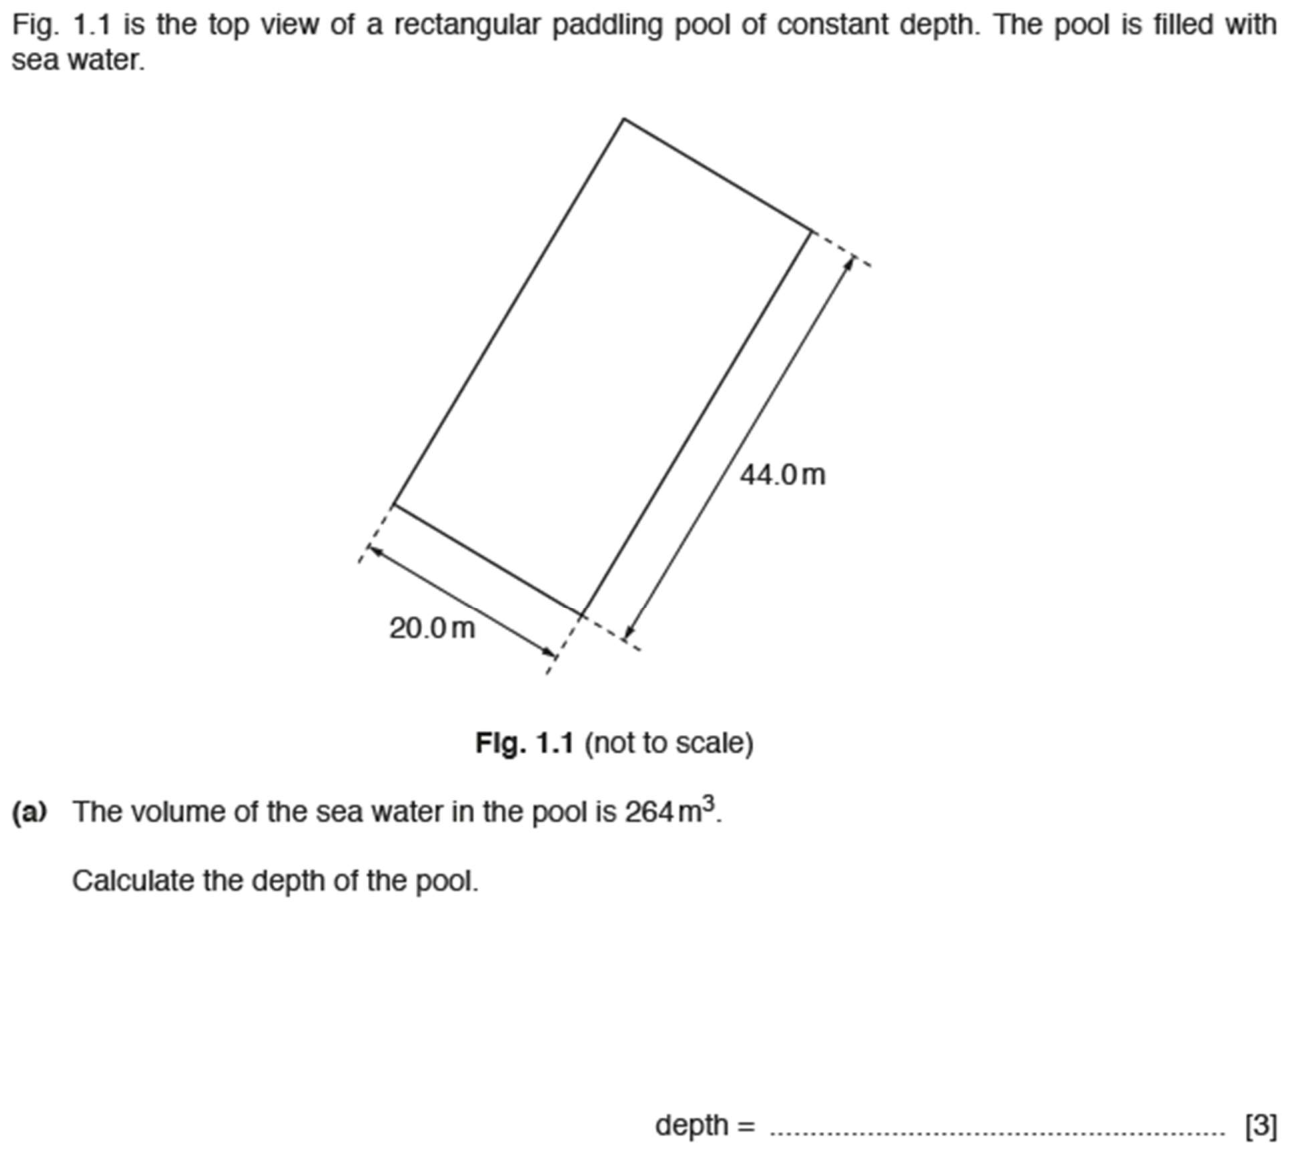 Fig. 1.1 is the top view of a rectangular paddling pool of constant depth. The pool is filled with
sea water.
44.0 m
20.0 m
Fig. 1.1 (not to scale)
(a) The volume of the sea water in the pool is 264 m³.
Calculate the depth of the pool.
depth = ........................................................ [3]